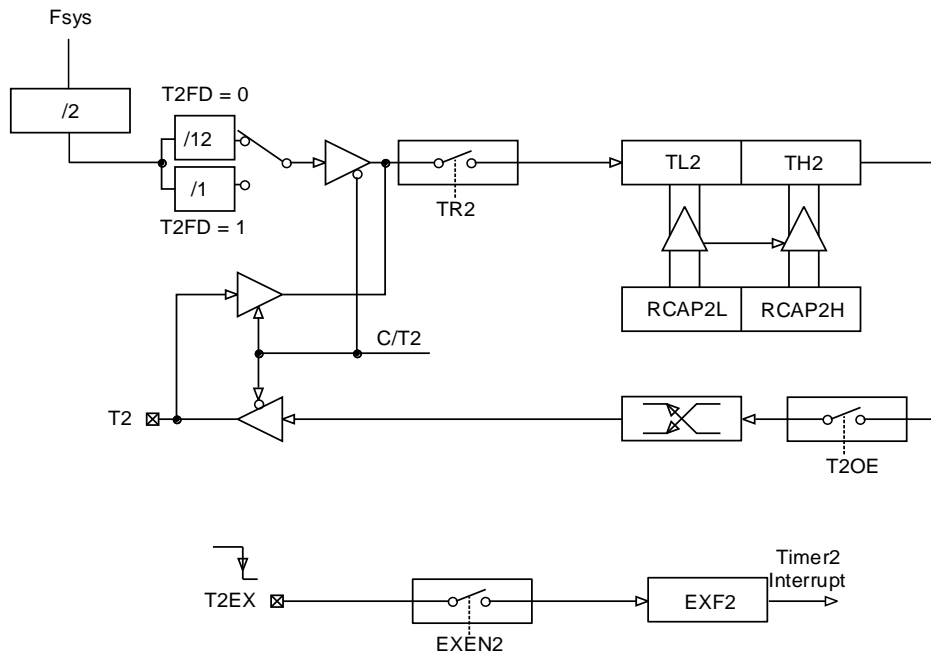 Fsys
/2
T2FD = 0
/12
/1
T2FD = 1
TR2
TL2
TH2
RCAP2L
RCAP2H
C/T2
T2
T2OE
T2EX
EXEN2
EXF2
Timer2
Interrupt